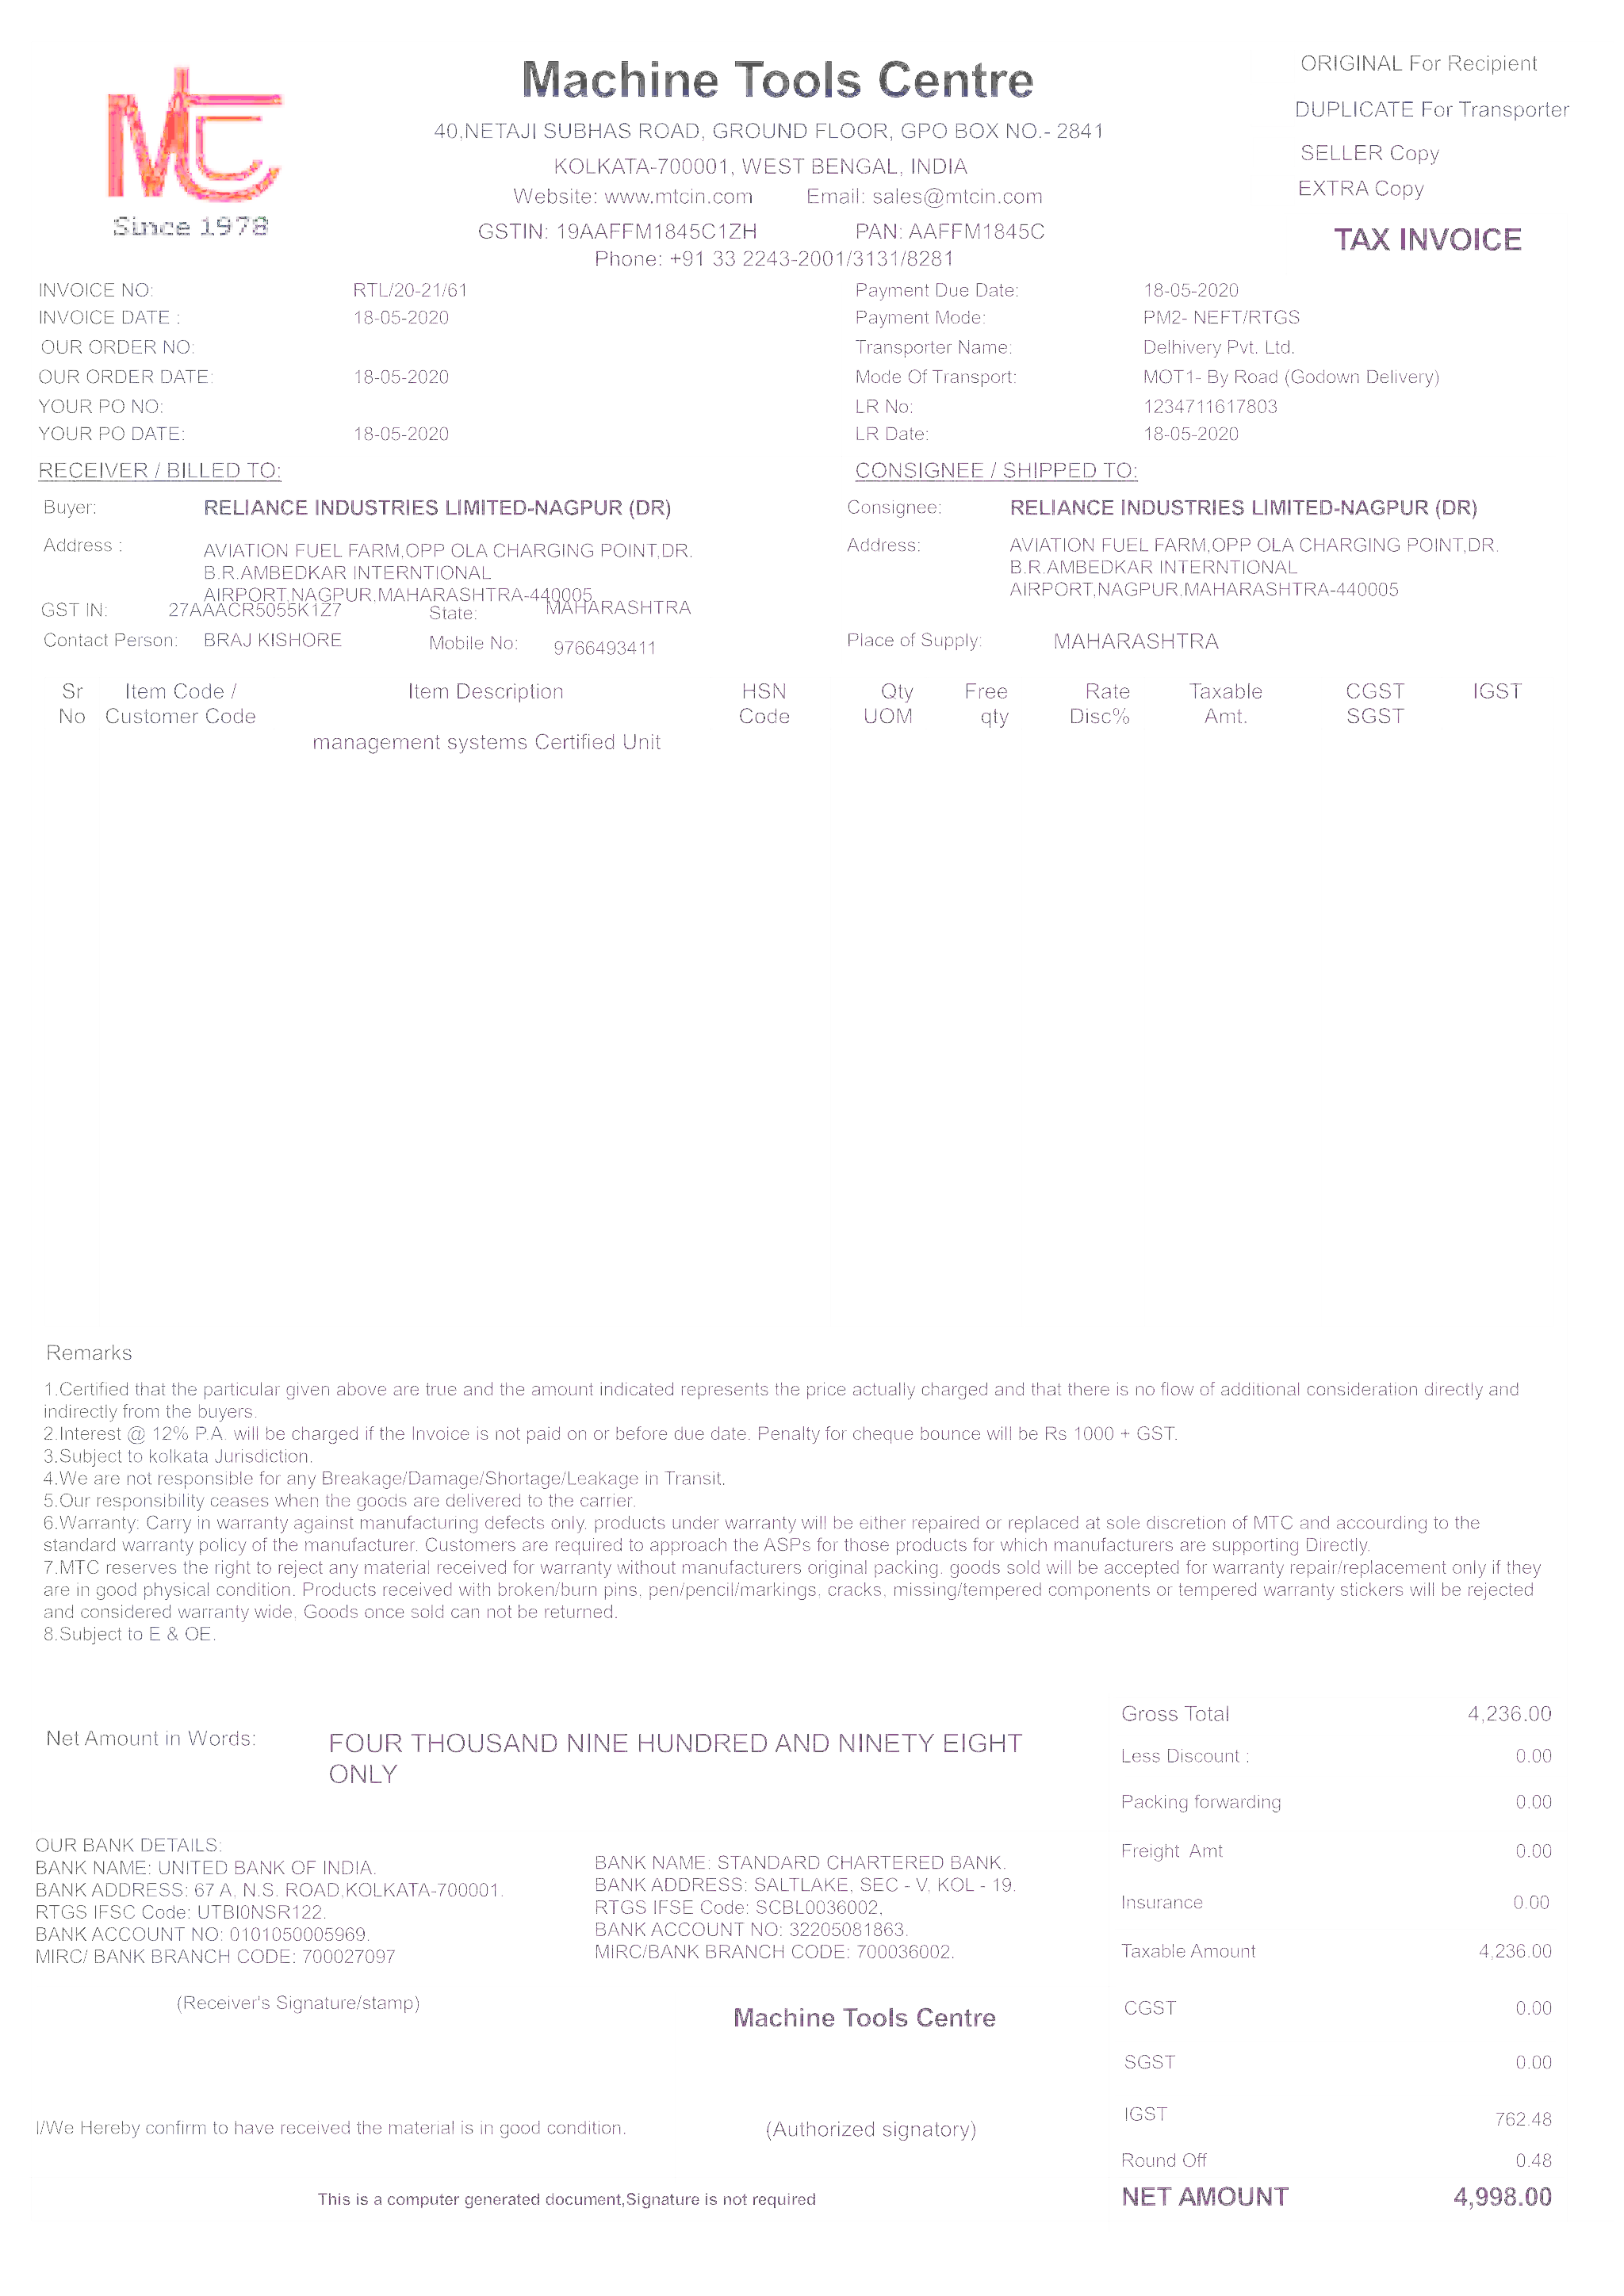 Machine Tools Centre
40,NETAJI SUBHAS ROAD, GROUND FLOOR, GPO BOX NO.- 2841
KOLKATA-700001, WEST BENGAL, INDIA
Website: www.mtcin.com Email: sales@mtcin.com
GSTIN: 19AAFFM1845C1ZH PAN: AAFFM1845C
Phone: +91 33 2243-2001/3131/8281
MTC
Since 1978
ORIGINAL For Recipient
DUPLICATE For Transporter
SELLER Copy
EXTRA Copy
TAX INVOICE
INVOICE NO: RTL/20-21/61 Payment Due Date: 18-05-2020
INVOICE DATE : 18-05-2020 Payment Mode: PM2- NEFT/RTGS
OUR ORDER NO: Transporter Name: Delhivery Pvt. Ltd.
OUR ORDER DATE: 18-05-2020 Mode Of Transport: MOT1- By Road (Godown Delivery)
YOUR PO NO: LR No: 1234711617803
YOUR PO DATE: 18-05-2020 LR Date: 18-05-2020
RECEIVER / BILLED TO:
Buyer: RELIANCE INDUSTRIES LIMITED-NAGPUR (DR)
Address : AVIATION FUEL FARM,OPP OLA CHARGING POINT,DR.
B.R.AMBEDKAR INTERNTIONAL
AIRPORT,NAGPUR,MAHARASHTRA-440005
GST IN: 27AAACR5055K1Z7 State: MAHARASHTRA
Contact Person: BRAJ KISHORE Mobile No: 9766493411
CONSIGNEE / SHIPPED TO:
Consignee: RELIANCE INDUSTRIES LIMITED-NAGPUR (DR)
Address: AVIATION FUEL FARM,OPP OLA CHARGING POINT,DR.
B.R.AMBEDKAR INTERNTIONAL
AIRPORT,NAGPUR,MAHARASHTRA-440005
Place of Supply: MAHARASHTRA
Sr Item Code / Item Description HSN Qty Free Rate Taxable CGST IGST
No Customer Code Code UOM qty Disc% Amt. SGST
management systems Certified Unit
Remarks
1.Certified that the particular given above are true and the amount indicated represents the price actually charged and that there is no flow of additional consideration directly and
indirectly from the buyers.
2.Interest @ 12% P.A. will be charged if the Invoice is not paid on or before due date. Penalty for cheque bounce will be Rs 1000 + GST.
3.Subject to kolkata Jurisdiction.
4.We are not responsible for any Breakage/Damage/Shortage/Leakage in Transit.
5.Our responsibility ceases when the goods are delivered to the carrier.
6.Warranty: Carry in warranty against manufacturing defects only. products under warranty will be either repaired or replaced at sole discretion of MTC and accourding to the
standard warranty policy of the manufacturer. Customers are required to approach the ASPs for those products for which manufacturers are supporting Directly.
7.MTC reserves the right to reject any material received for warranty without manufacturers original packing. goods sold will be accepted for warranty repair/replacement only if they
are in good physical condition. Products received with broken/burn pins, pen/pencil/markings, cracks, missing/tempered components or tempered warranty stickers will be rejected
and considered warranty wide, Goods once sold can not be returned.
8.Subject to E & OE.
Net Amount in Words: FOUR THOUSAND NINE HUNDRED AND NINETY EIGHT
ONLY
OUR BANK DETAILS:
BANK NAME: UNITED BANK OF INDIA.
BANK ADDRESS: 67 A, N.S. ROAD,KOLKATA-700001.
RTGS IFSC Code: UTBI0NSR122.
BANK ACCOUNT NO: 0101050005969.
MIRC/ BANK BRANCH CODE: 700027097
BANK NAME: STANDARD CHARTERED BANK.
BANK ADDRESS: SALTLAKE, SEC - V, KOL - 19.
RTGS IFSE Code: SCBL0036002.
BANK ACCOUNT NO: 32205081863.
MIRC/BANK BRANCH CODE: 700036002.
(Receiver's Signature/stamp)
Machine Tools Centre
I/We Hereby confirm to have received the material is in good condition.
(Authorized signatory)
This is a computer generated document,Signature is not required
Gross Total 4,236.00
Less Discount : 0.00
Packing forwarding 0.00
Freight Amt 0.00
Insurance 0.00
Taxable Amount 4,236.00
CGST 0.00
SGST 0.00
IGST 762.48
Round Off 0.48
NET AMOUNT 4,998.00